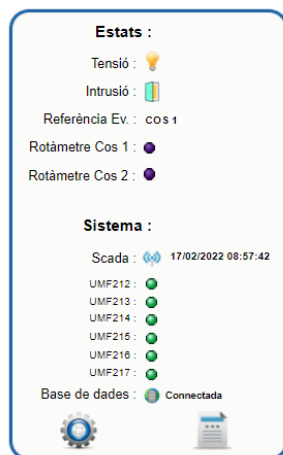 Estats :
Tensió :
Intrusió :
Referència Ev. : COS 1
Rotàmetre Cos 1 :
Rotàmetre Cos 2 :
Sistema :
Scada : 17/02/2022 08:57:42
UMF212 :
UMF213 :
UMF214 :
UMF215 :
UMF216 :
UMF217 :
Base de dades : Connectada